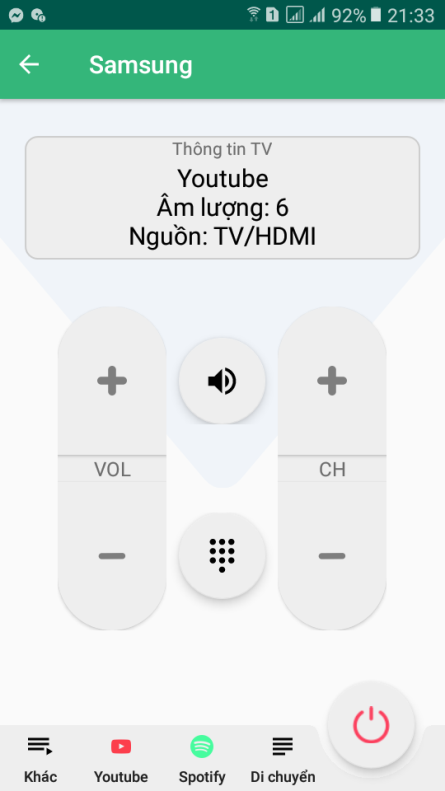 92% 21:33
Samsung
Thông tin TV
Youtube
Âm lượng: 6
Nguồn: TV/HDMI
VOL
CH
Khác
Youtube
Spotify
Di chuyển